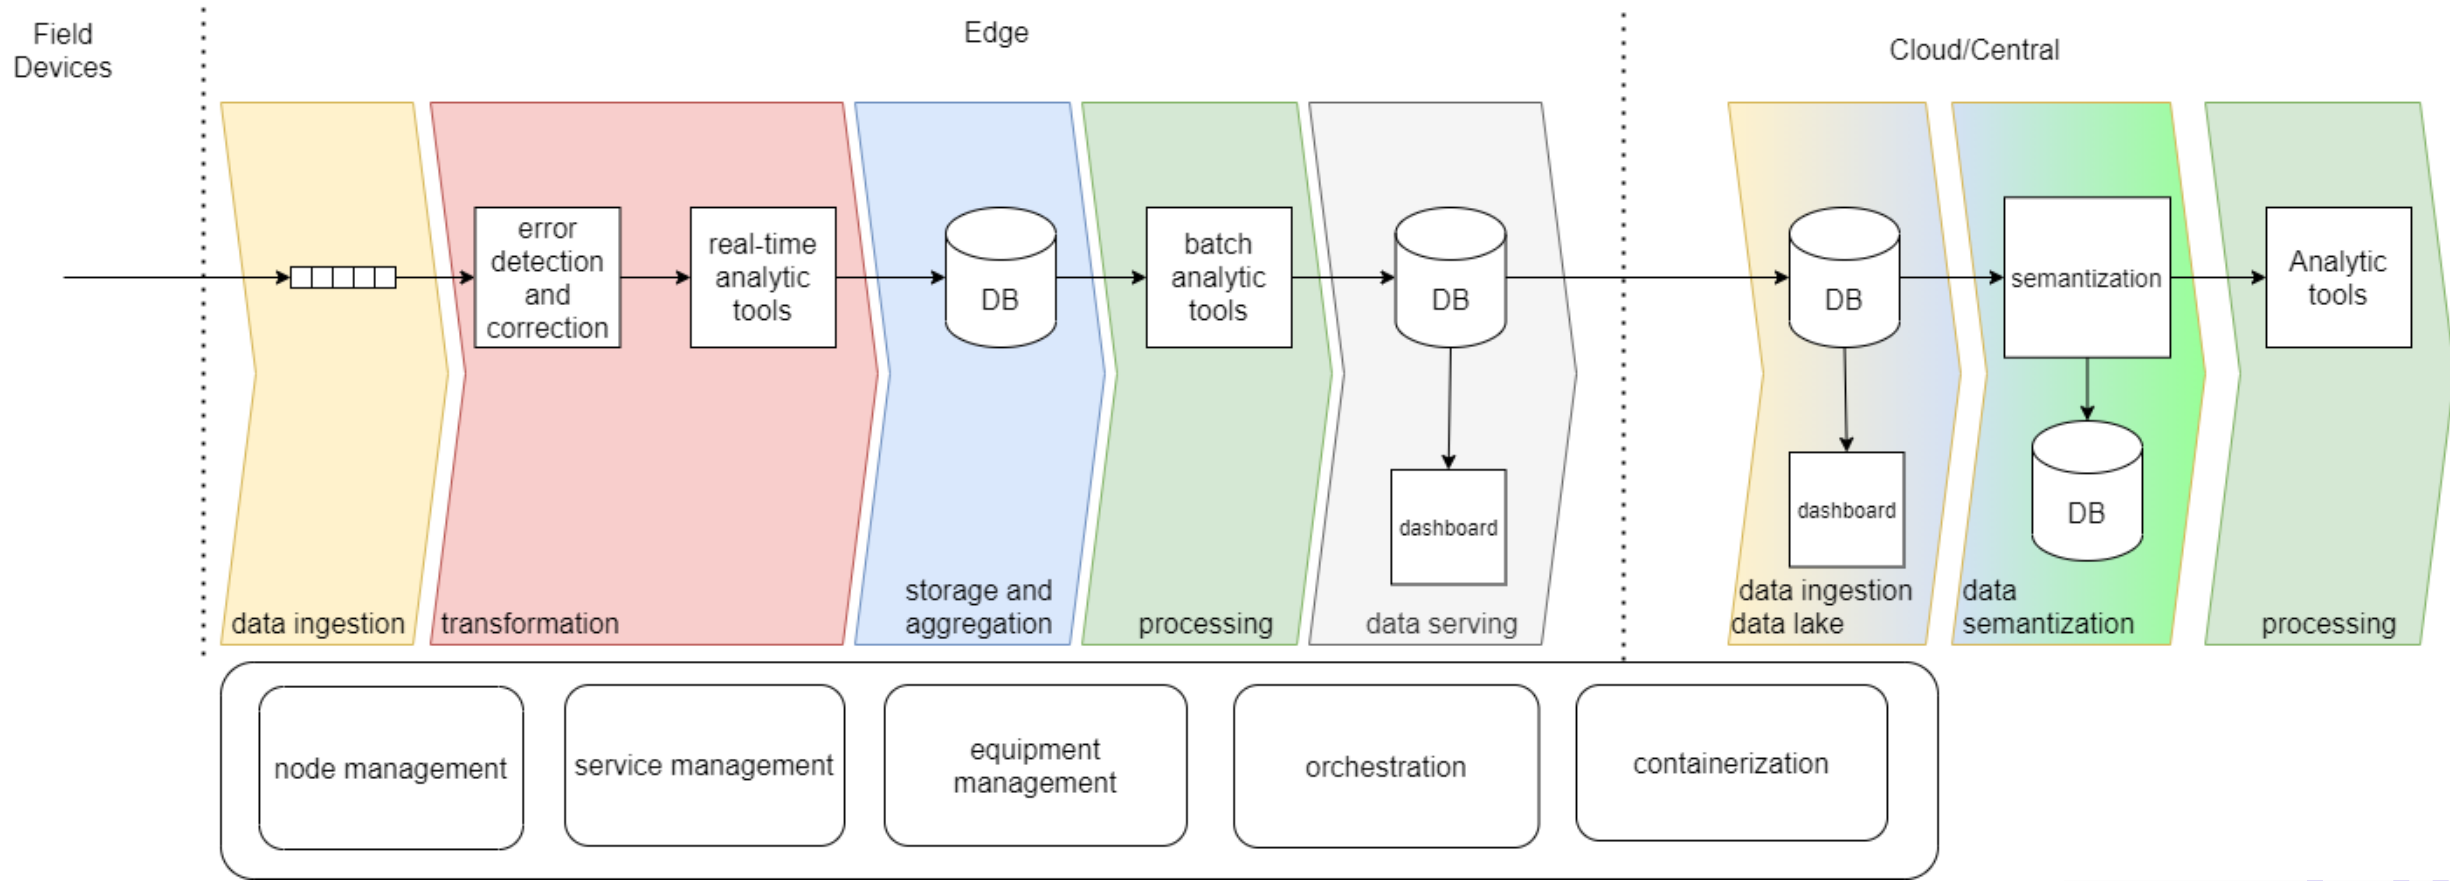 Field
Devices
Edge
Cloud/Central
error
detection
and
correction
real-time
analytic
tools
DB
batch
analytic
tools
DB
DB
semantization
Analytic
tools
dashboard
dashboard
DB
data ingestion
transformation
storage and
aggregation
processing
data serving
data ingestion
data lake
data
semantization
processing
node management
service management
equipment
management
orchestration
containerization